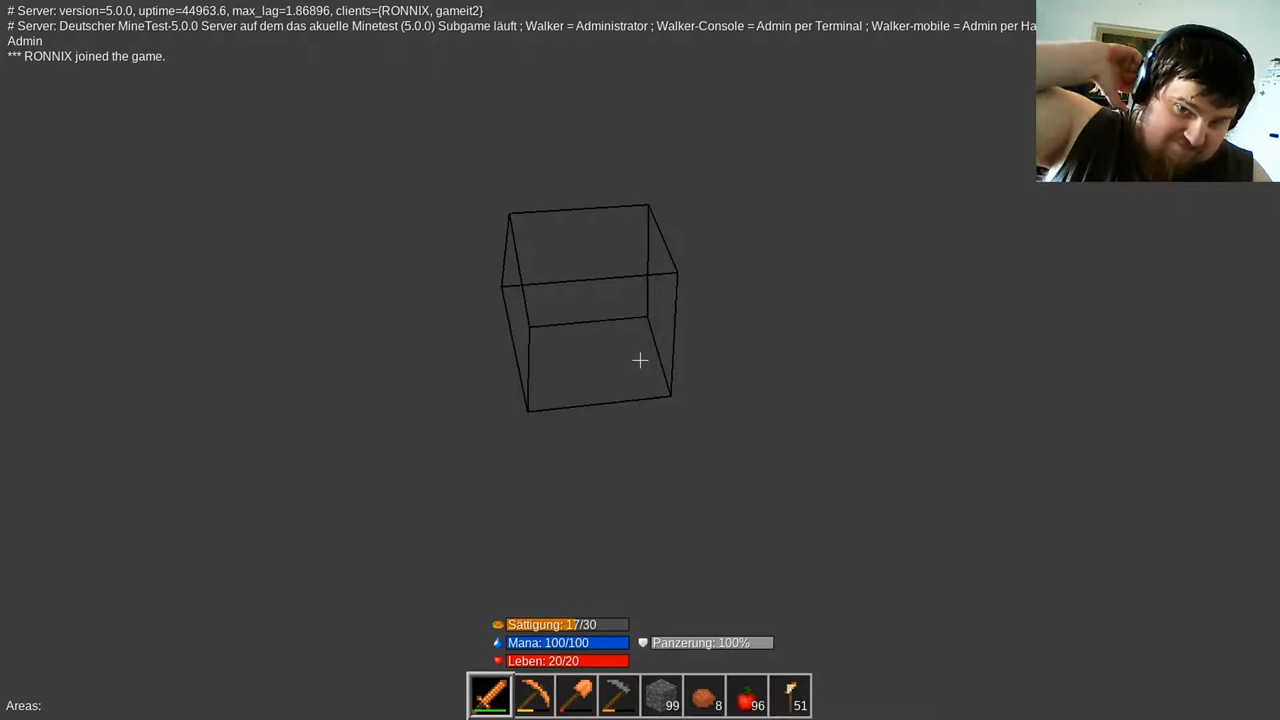 # Server: version=5.0.0, uptime=44963.6, max_lag=1.86896, clients={RONNIX, gameit2}
# Server: Deutscher MineTest-5.0.0 Server auf dem das akuelle Minetest (5.0.0) Subgame läuft ; Walker = Administrator ; Walker-Console = Admin per Terminal ; Walker-mobile = Admin per
Admin
*** RONNIX joined the game.
Sättigung: 17/30
Mana: 100/100
Panzerung: 100%
Leben: 20/20
99
8
96
51
Areas: